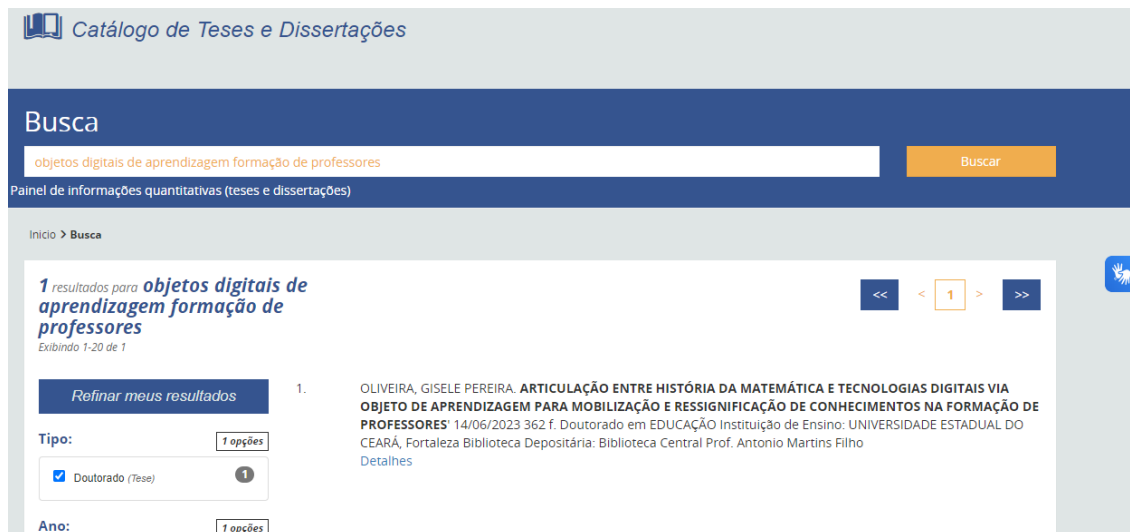 Catálogo de Teses e Dissertações
Busca
objetos digitais de aprendizagem formação de professores
Buscar
Painel de informações quantitativas (teses e dissertações)
Inicio > Busca
1 resultados para objetos digitais de
aprendizagem formação de
professores
Exibindo 1-20 de 1
<< < 1 > >>
Refinar meus resultados
Tipo: 1 opções
Doutorado (Tese) 1
Ano: 1 opções
1. OLIVEIRA, GISELE PEREIRA. ARTICULAÇÃO ENTRE HISTÓRIA DA MATEMÁTICA E TECNOLOGIAS DIGITAIS VIA
OBJETO DE APRENDIZAGEM PARA MOBILIZAÇÃO E RESSIGNIFICAÇÃO DE CONHECIMENTOS NA FORMAÇÃO DE
PROFESSORES' 14/06/2023 362 f. Doutorado em EDUCAÇÃO Instituição de Ensino: UNIVERSIDADE ESTADUAL DO
CEARÁ, Fortaleza Biblioteca Depositária: Biblioteca Central Prof. Antonio Martins Filho
Detalhes